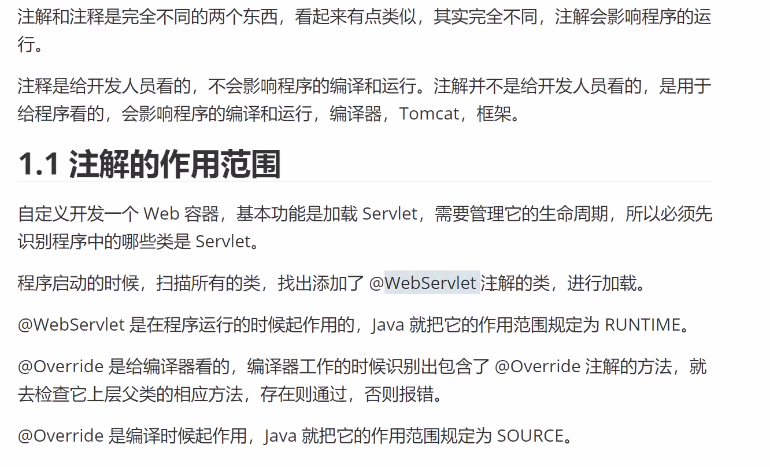 注解和注释是完全不同的两个东西，看起来有点类似，其实完全不同，注解会影响程序的运
行。
注释是给开发人员看的，不会影响程序的编译和运行。注解并不是给开发人员看的，是用于
给程序看的，会影响程序的编译和运行，编译器，Tomcat，框架。
1.1 注解的作用范围
自定义开发一个 Web 容器，基本功能是加载 Servlet，需要管理它的生命周期，所以必须先
识别程序中的哪些类是 Servlet。
程序启动的时候，扫描所有的类，找出添加了 @WebServlet 注解的类，进行加载。
@WebServlet 是在程序运行的时候起作用的，Java 就把它的作用范围规定为 RUNTIME。
@Override 是给编译器看的，编译器工作的时候识别出包含了 @Override 注解的方法，就
去检查它上层父类的相应方法，存在则通过，否则报错。
@Override 是编译时候起作用，Java 就把它的作用范围规定为 SOURCE。